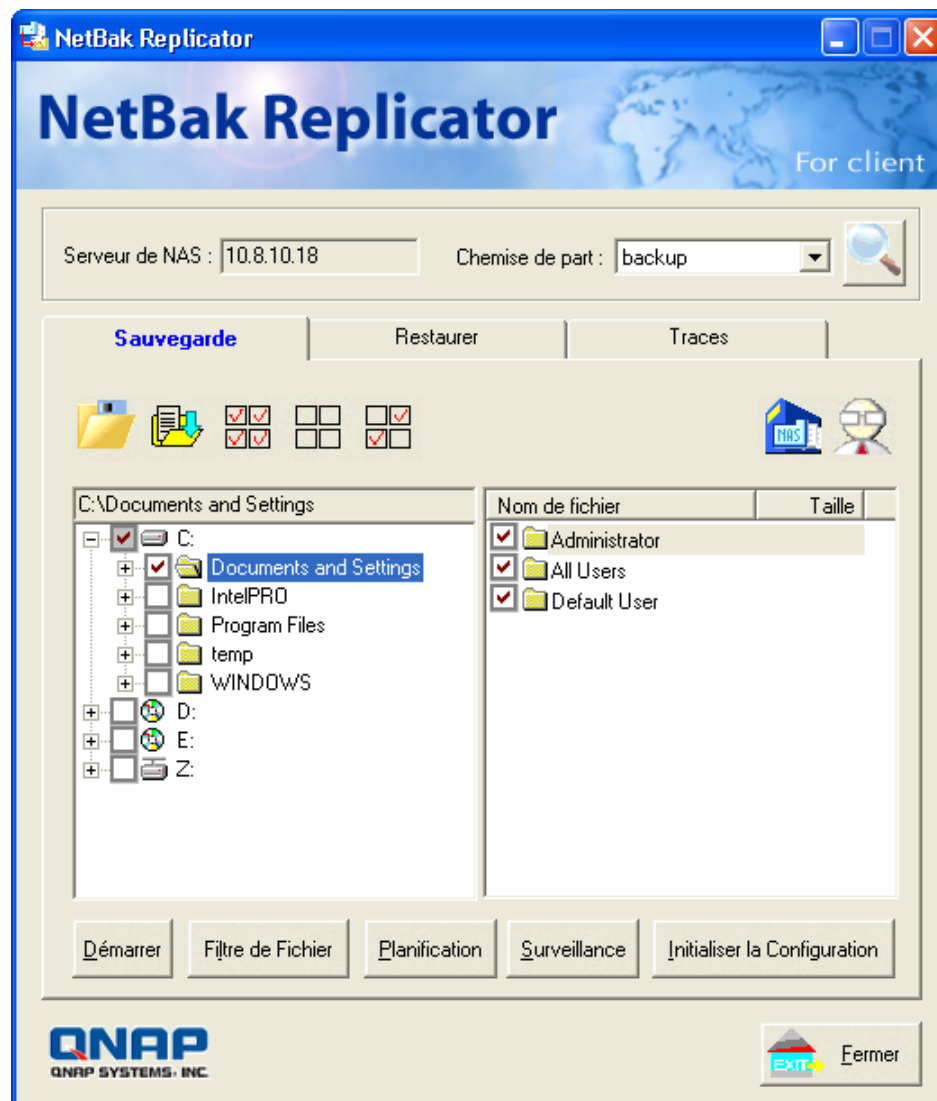 NetBak Replicator
NetBak Replicator
For client
Serveur de NAS : 10.8.10.18 Chemise de part : backup
Sauvegarde Restaurer Traces
NAS
C:\Documents and Settings Nom de fichier Taille
C:
Documents and Settings
IntelPRO
Program Files
temp
WINDOWS
D:
E:
Z:
Administrator
All Users
Default User
Démarrer Filtre de Fichier Planification Surveillance Initialiser la Configuration
QNAP
QNAP SYSTEMS, INC.
EXIT Fermer